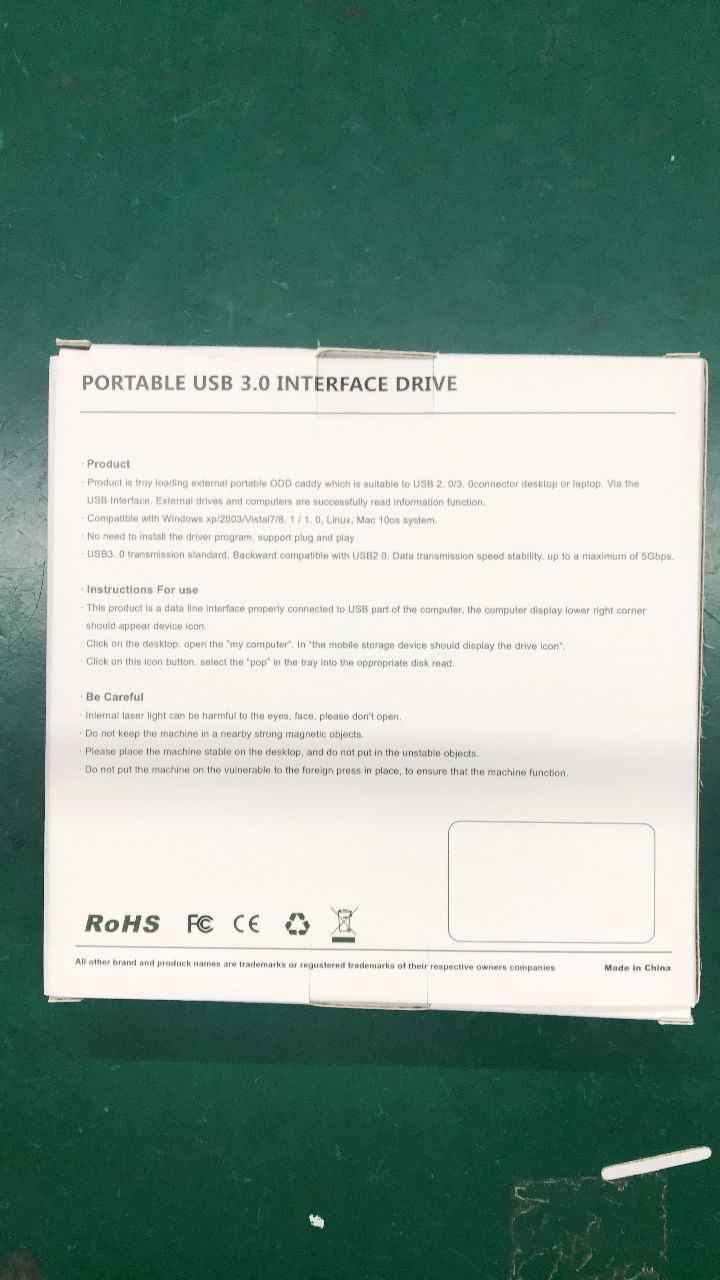 PORTABLE USB 3.0 INTERFACE DRIVE
· Product
· Product is troy loading external portable ODD caddy which is suitable to USB 2. 0/3. 0connector desktop or laptop. Via the
USB Interface. External drives and computers are successfully read information function.
· Compatible with Windows xp/2003/Vistal7/8. 1 / 1. 0, Linux, Mac 10os system.
· No need to install the driver program, support plug and play
· USB3. 0 transmission standard. Backward compatible with USB2 0. Data transmission speed stability. up to a maximum of 5Gbps.
· Instructions For use
· This product is a data line interface properly connected to USB part of the computer, the computer display lower right corner
should appear device icon.
Click on the desktop. open the "my computer". In "the mobile storage device should display the drive icon".
· Click on this icon button. select the "pop" in the tray into the oppropriate disk read.
· Be Careful
· Internal laser light can be harmful to the eyes, face, please don't open.
· Do not keep the machine in a nearby strong magnetic objects.
· Please place the machine stable on the desktop, and do not put in the unstable objects.
· Do not put the machine on the vulnerable to the foreign press in place, to ensure that the machine function.
RoHS FC CE
All other brand and produck names are trademarks or regustered trademarks of their respective owners companies Made in China